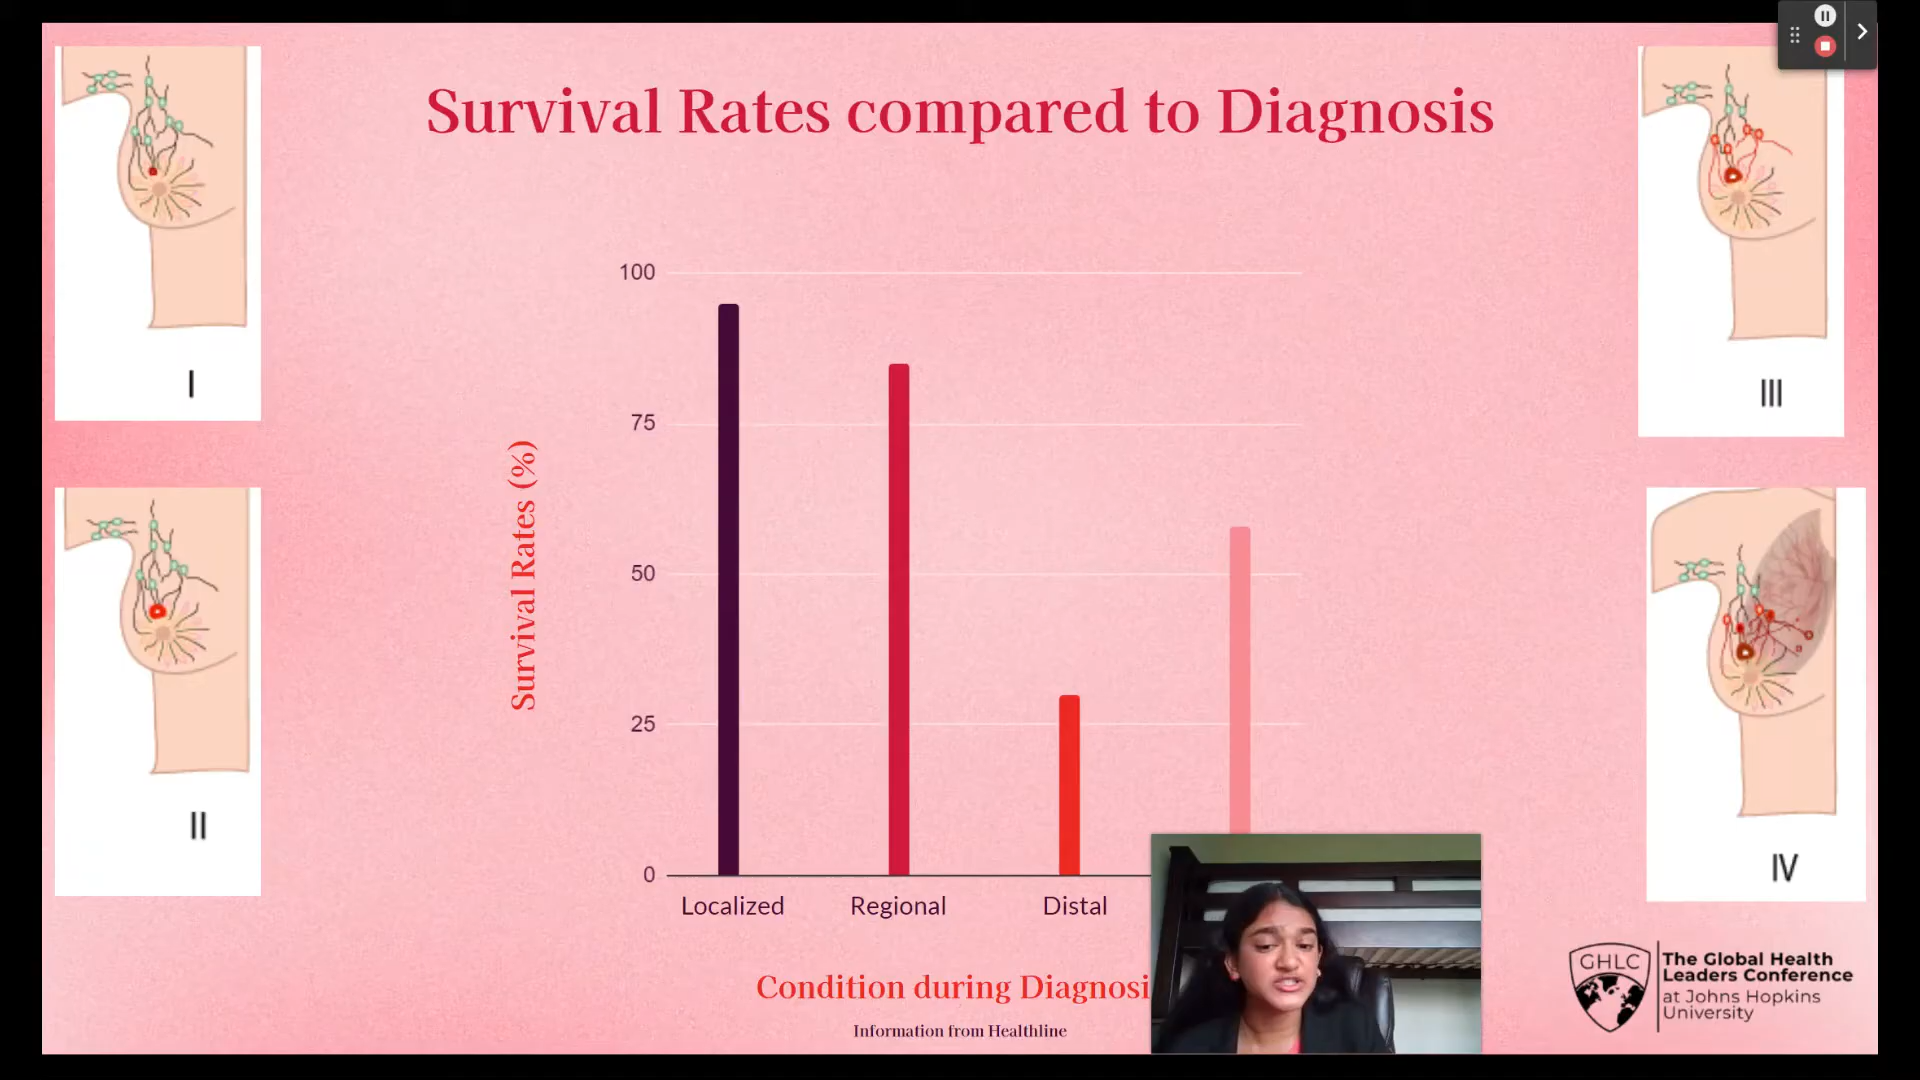 Survival Rates compared to Diagnosis
I
II
III
IV
Survival Rates (%)
100
75
50
25
0
Localized
Regional
Distal
Condition during Diagnosi
Information from Healthline
GHLC
The Global Health
Leaders Conference
at Johns Hopkins
University